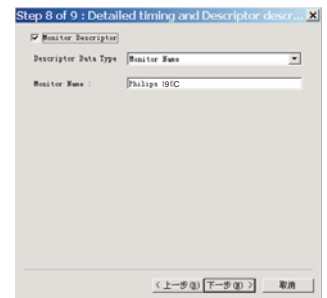 Step 8 of 9 : Detailed timing and Descriptor descr...
Monitor Descriptor
Descriptor Data Type Monitor Name
Monitor Name : Philips 190C
< 上一步(B) 下一步(N) > 取消